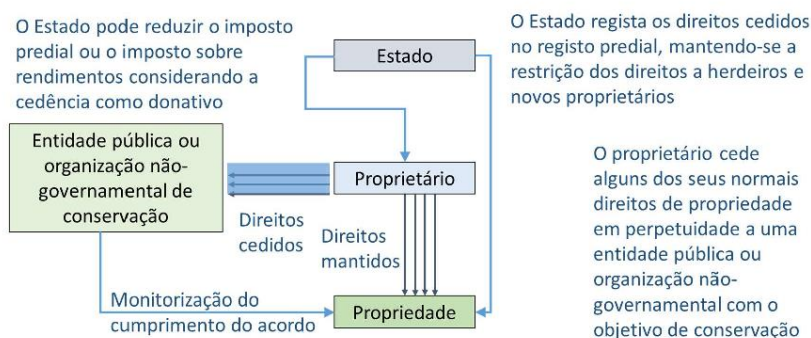 O Estado pode reduzir o imposto
predial ou o imposto sobre
rendimentos considerando a
cedência como donativo
Estado
O Estado regista os direitos cedidos
no registo predial, mantendo-se a
restrição dos direitos a herdeiros e
novos proprietários
Entidade pública ou
organização não-
governamental de
conservação
Proprietário
O proprietário cede
alguns dos seus normais
direitos de propriedade
em perpetuidade a uma
entidade pública ou
organização não-
governamental com o
objetivo de conservação
Direitos
cedidos
Direitos
mantidos
Monitorização do
cumprimento do acordo
Propriedade